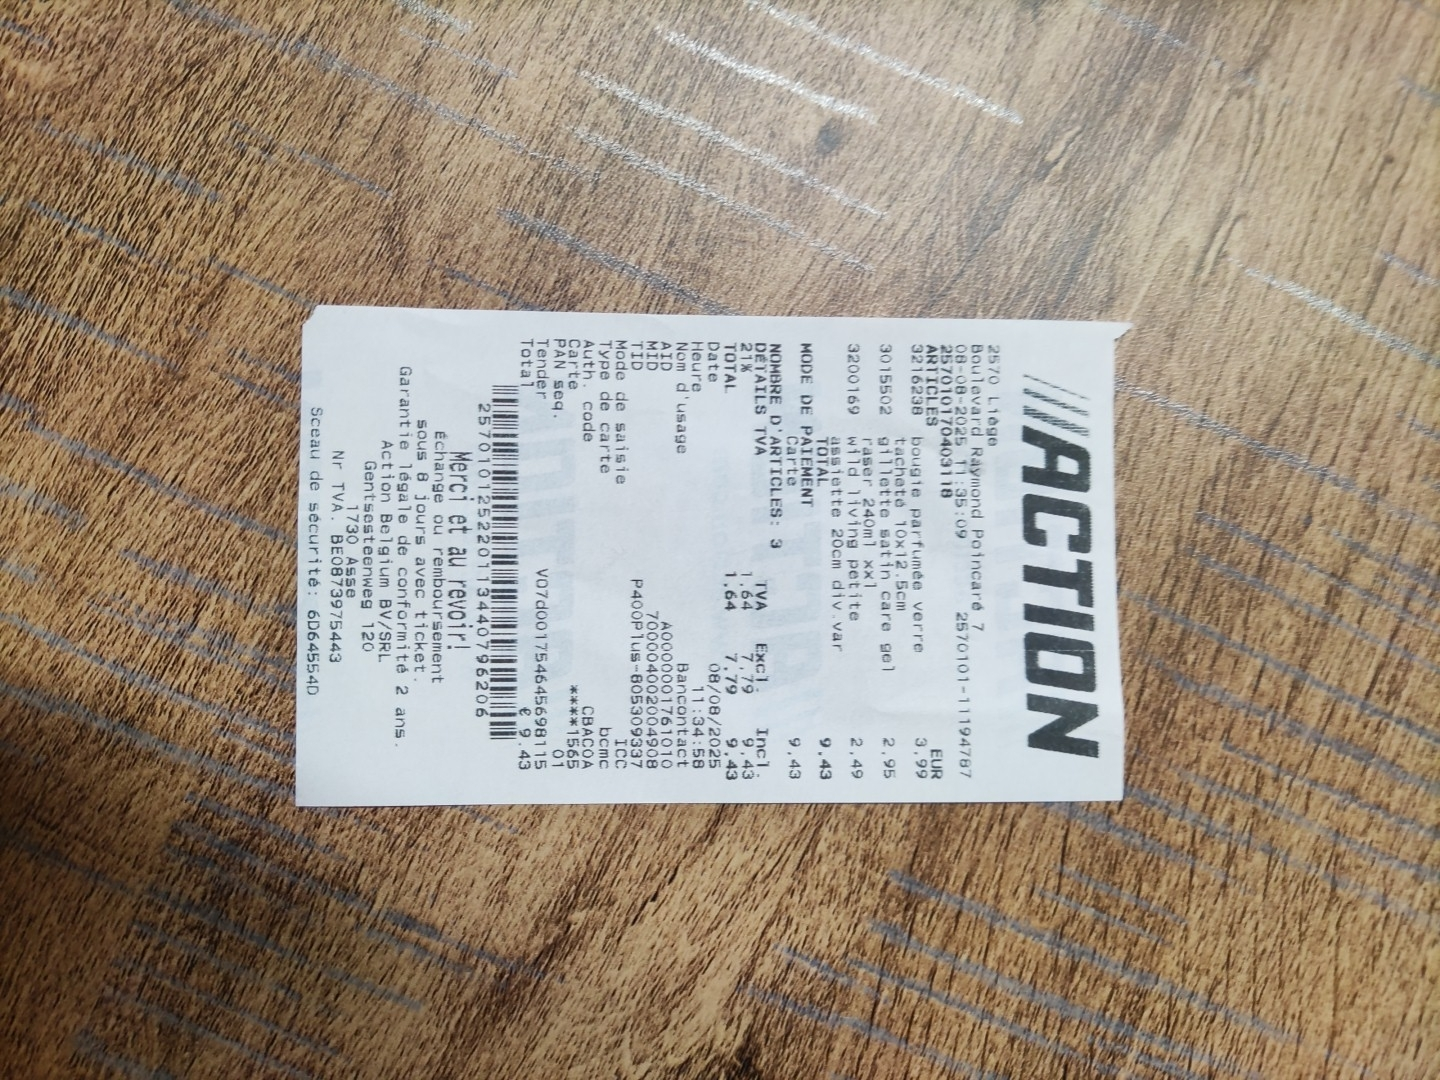 ACTION
2570 Liège
Boulevard Raymond Poincaré 7
08-08-2025 11:35:09 2570101-11194787
2570101704031 18
ARTICLES EUR
3216238 bougie parfumée verre 3.99
tacheté 10x12.5cm
3015502 gillette satin care gel 2.95
raser 240ml xxl
3200169 wild living petite 2.49
assiette 20cm div.var
TOTAL 9.43
MODE DE PAIEMENT
Carte 9.43
NOMBRE D'ARTICLES: 3
DÉTAILS TVA TVA Excl. Incl.
21% 1.64 7.79 9.43
TOTAL 1.64 7.79 9.43
Date 08/08/2025
Heure 11:34:58
Nom d'usage Bancontact
AID A0000001761010
MID 700004002004908
TID P400Plus-805309337
Mode de saisie ICC
Type de carte bcmc
Auth. code CBACOA
Carte ****1565
PAN seq. 01
Tender V07d001754645698115
Total € 9.43
257010125220113440796206
Merci et au revoir!
Échange ou remboursement
sous 8 jours avec ticket.
Garantie légale de conformité 2 ans.
Action Belgium BV/SRL
Gentsesteenweg 120
1730 Asse
Nr TVA. BE0873975443
Sceau de sécurité: 6D64554D